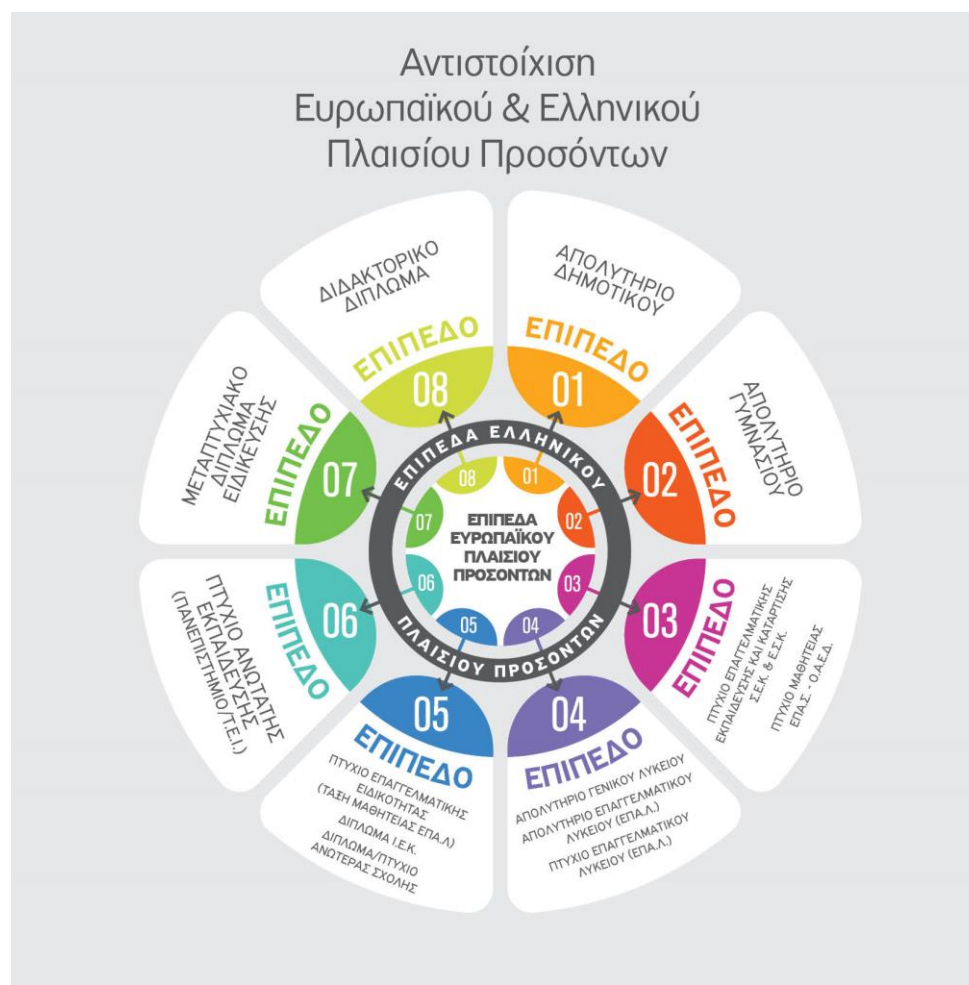 Αντιστοίχιση
Ευρωπαϊκού & Ελληνικού
Πλαισίου Προσόντων
ΑΠΟΛΥΤΗΡΙΟ
ΔΗΜΟΤΙΚΟΥ
ΕΠΙΠΕΔΟ
01
ΑΠΟΛΥΤΗΡΙΟ
ΓΥΜΝΑΣΙΟΥ
ΕΠΙΠΕΔΟ
02
ΕΠΙΠΕΔΟ
03
ΠΤΥΧΙΟ ΕΠΑΓΓΕΛΜΑΤΙΚΗΣ
ΕΚΠΑΙΔΕΥΣΗΣ ΚΑΙ ΚΑΤΑΡΤΙΣΗΣ
Σ.Ε.Κ. & Ε.Σ.Κ.
ΠΤΥΧΙΟ ΜΑΘΗΤΕΙΑΣ
ΕΠΑ.Σ. - Ο.Α.Ε.Δ.
04
ΕΠΙΠΕΔΟ
ΑΠΟΛΥΤΗΡΙΟ ΓΕΝΙΚΟΥ ΛΥΚΕΙΟΥ
ΑΠΟΛΥΤΗΡΙΟ ΕΠΑΓΓΕΛΜΑΤΙΚΟΥ
ΛΥΚΕΙΟΥ (ΕΠΑ.Λ.)
ΠΤΥΧΙΟ ΕΠΑΓΓΕΛΜΑΤΙΚΟΥ
ΛΥΚΕΙΟΥ (ΕΠΑ.Λ.)
05
ΕΠΙΠΕΔΟ
ΠΤΥΧΙΟ ΕΠΑΓΓΕΛΜΑΤΙΚΗΣ
ΕΙΔΙΚΟΤΗΤΑΣ
(ΤΑΞΗ ΜΑΘΗΤΕΙΑΣ ΕΠΑ.Λ)
ΔΙΠΛΩΜΑ Ι.Ε.Κ.
ΔΙΠΛΩΜΑ/ΠΤΥΧΙΟ
ΑΝΩΤΕΡΑΣ ΣΧΟΛΗΣ
06
ΕΠΙΠΕΔΟ
ΠΤΥΧΙΟ ΑΝΩΤΑΤΗΣ
ΕΚΠΑΙΔΕΥΣΗΣ
(ΠΑΝΕΠΙΣΤΗΜΙΟ/Τ.Ε.Ι.)
ΜΕΤΑΠΤΥΧΙΑΚΟ
ΔΙΠΛΩΜΑ
ΕΙΔΙΚΕΥΣΗΣ
ΕΠΙΠΕΔΟ
07
ΔΙΔΑΚΤΟΡΙΚΟ
ΔΙΠΛΩΜΑ
ΕΠΙΠΕΔΟ
08
ΕΠΙΠΕΔΑ ΕΛΛΗΝΙΚΟΥ
ΠΛΑΙΣΙΟΥ ΠΡΟΣΟΝΤΩΝ
ΕΠΙΠΕΔΑ
ΕΥΡΩΠΑΪΚΟΥ
ΠΛΑΙΣΙΟΥ
ΠΡΟΣΟΝΤΩΝ
01
02
03
04
05
06
07
08